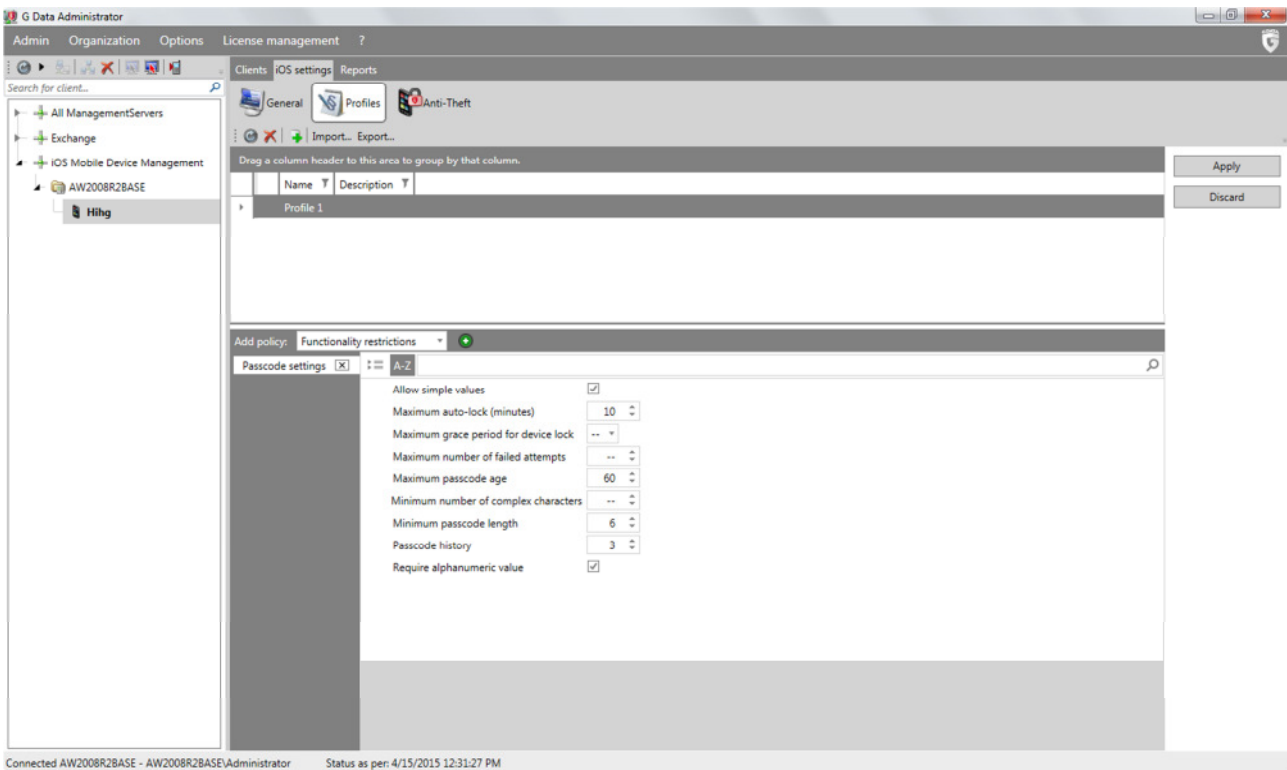 G Data Administrator
Admin Organization Options License management ?
Search for client...
All ManagementServers
Exchange
iOS Mobile Device Management
AW2008R2BASE
Hihg
Clients iOS settings Reports
General Profiles Anti-Theft
Import... Export...
Drag a column header to this area to group by that column.
Name Description
Profile 1
Apply
Discard
Add policy: Functionality restrictions
Passcode settings A-Z
Allow simple values
Maximum auto-lock (minutes) 10
Maximum grace period for device lock --
Maximum number of failed attempts --
Maximum passcode age 60
Minimum number of complex characters --
Minimum passcode length 6
Passcode history 3
Require alphanumeric value
Connected AW2008R2BASE - AW2008R2BASE\Administrator Status as per: 4/15/2015 12:31:27 PM